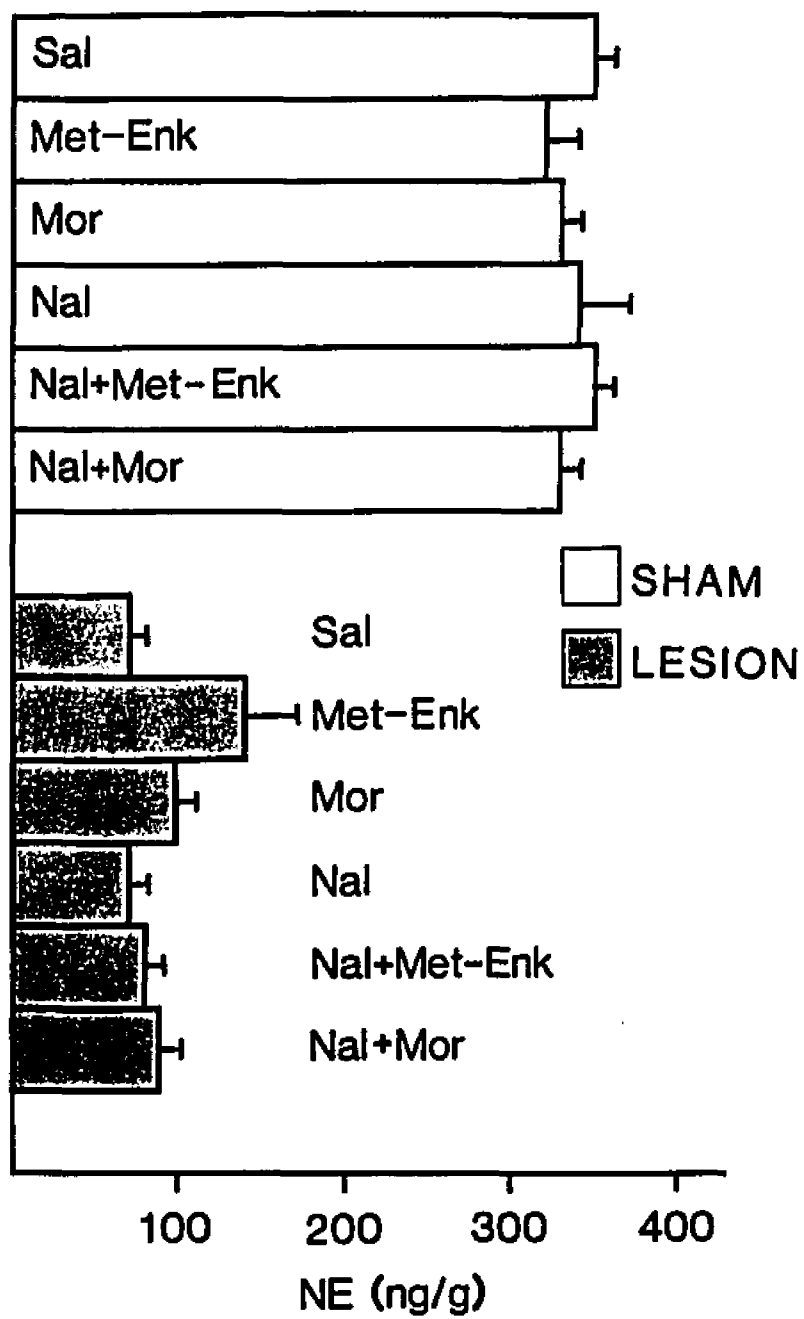 Sal
Met-Enk
Mor
Nal
Nal+Met-Enk
Nal+Mor
SHAM
LESION
Sal
Met-Enk
Mor
Nal
Nal+Met-Enk
Nal+Mor
100 200 300 400
NE (ng/g)